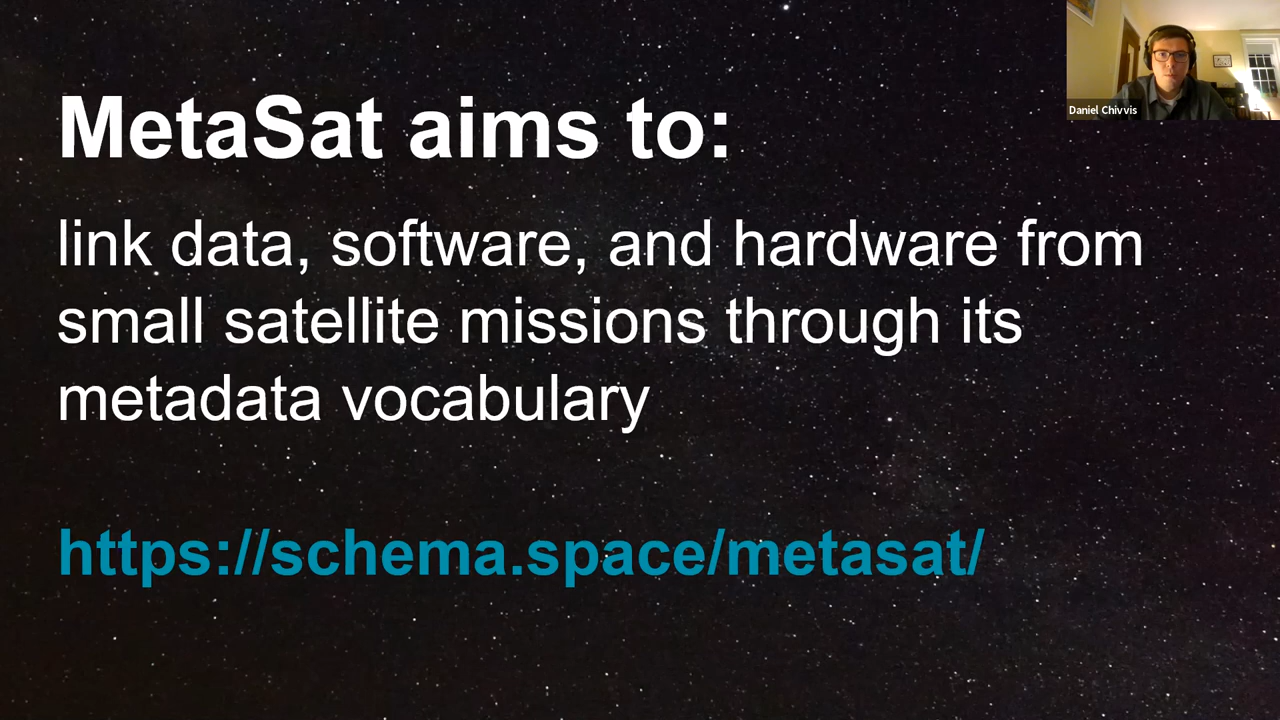 MetaSat aims to:
Daniel Chivvis
link data, software, and hardware from
small satellite missions through its
metadata vocabulary
https://schema.space/metasat/